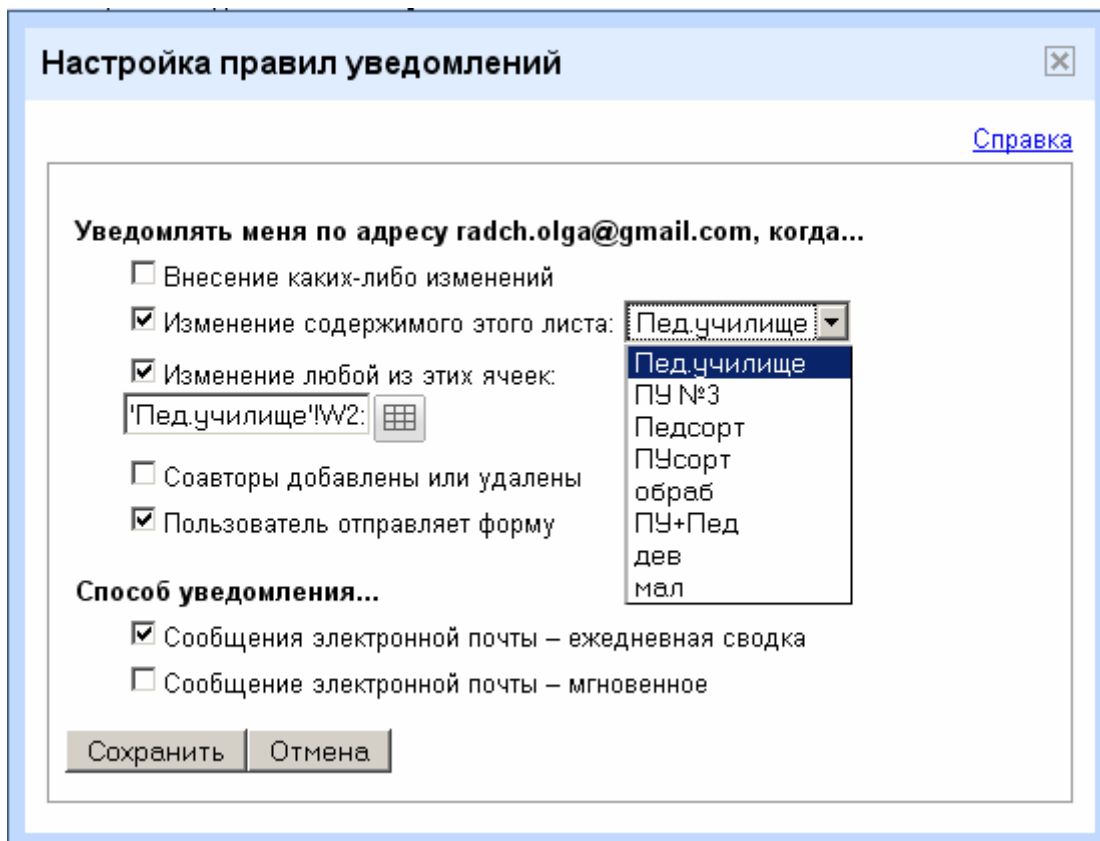 Настройка правил уведомлений
Справка
Уведомлять меня по адресу radch.olga@gmail.com, когда...
Внесение каких-либо изменений
Изменение содержимого этого листа: Пед.училище
Изменение любой из этих ячеек:
'Пед.училище'!W2:
Соавторы добавлены или удалены
Пользователь отправляет форму
Пед.училище
ПУ №3
Педсорт
ПУсорт
обраб
ПУ+Пед
дев
мал
Способ уведомления...
Сообщения электронной почты – ежедневная сводка
Сообщение электронной почты – мгновенное
Сохранить Отмена